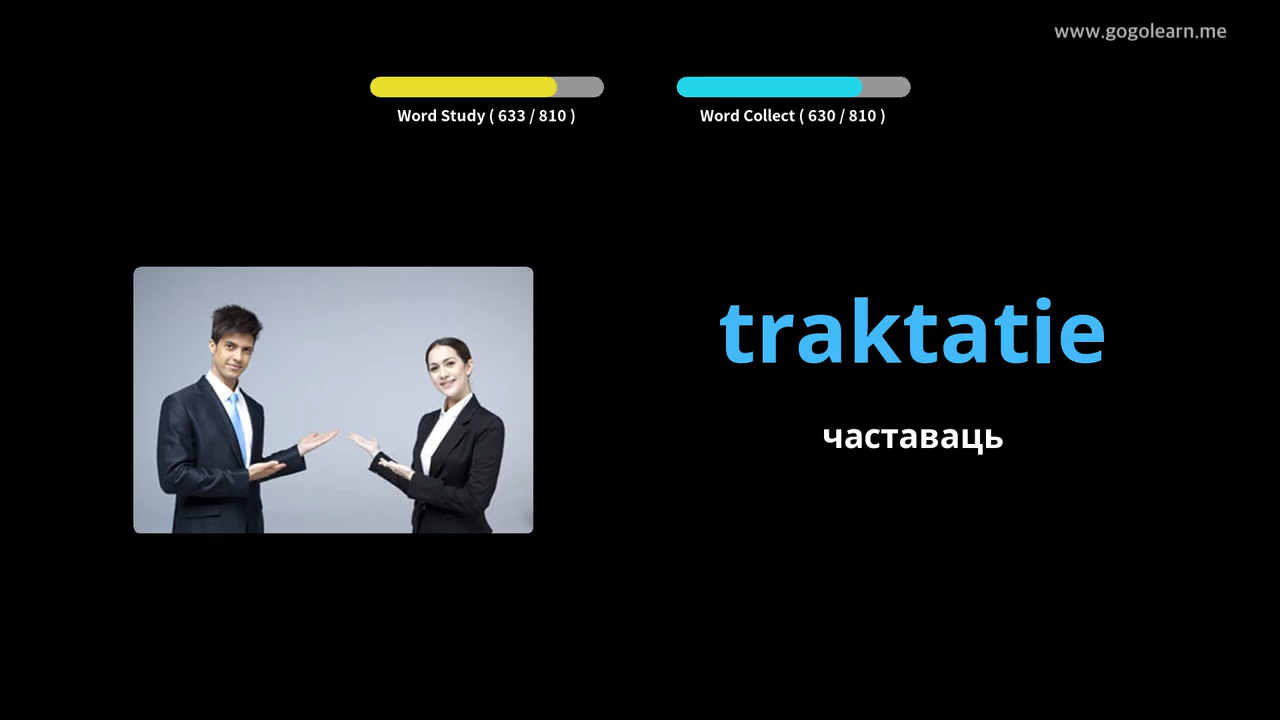 www.gogolearn.me
Word Study ( 633 / 810 )
Word Collect ( 630 / 810 )
traktatie
частаваць